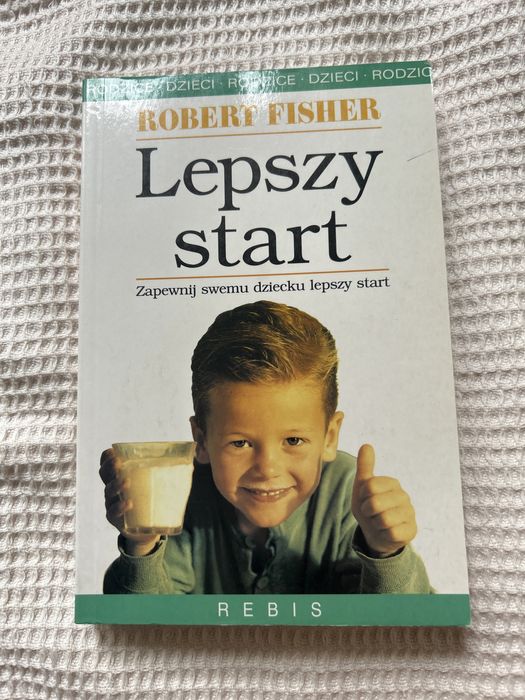 RODZICE · DZIECI · RODZICE · DZIECI · RODZIC
ROBERT FISHER
Lepszy
start
Zapewnij swemu dziecku lepszy start
REBIS